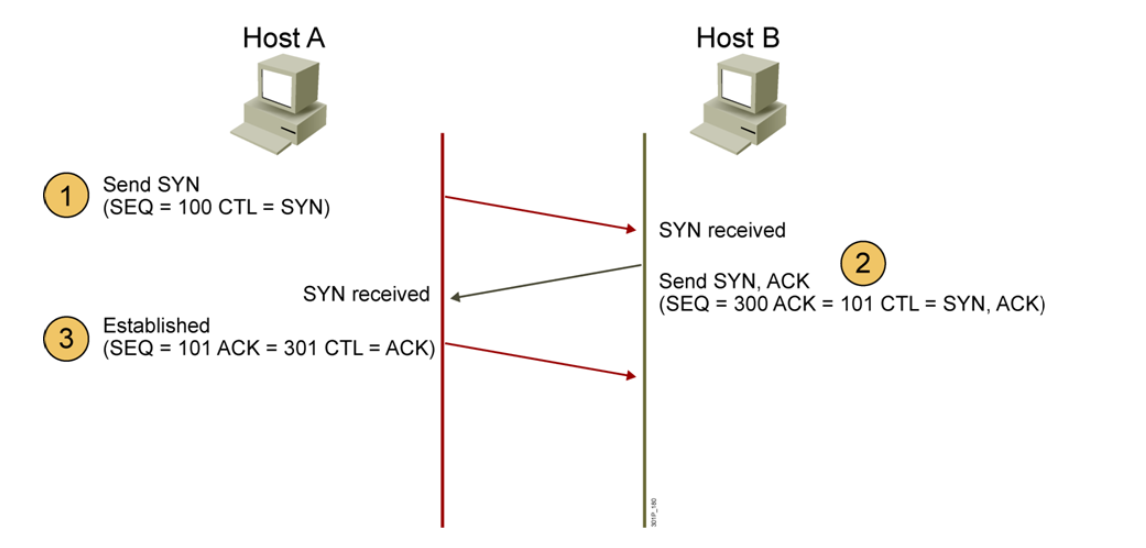 Host A
Host B
1
Send SYN
(SEQ = 100 CTL = SYN)
SYN received
2
Send SYN, ACK
(SEQ = 300 ACK = 101 CTL = SYN, ACK)
SYN received
3
Established
(SEQ = 101 ACK = 301 CTL = ACK)
301P_180